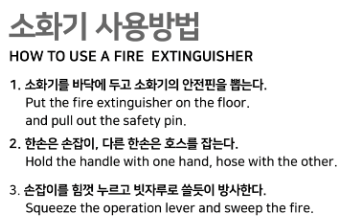 소화기 사용방법
HOW TO USE A FIRE EXTINGUISHER
1. 소화기를 바닥에 두고 소화기의 안전핀을 뽑는다.
Put the fire extinguisher on the floor.
and pull out the safety pin.
2. 한손은 손잡이, 다른 한손은 호스를 잡는다.
Hold the handle with one hand, hose with the other.
3. 손잡이를 힘껏 누르고 빗자루로 쓸듯이 방사한다.
Squeeze the operation lever and sweep the fire.